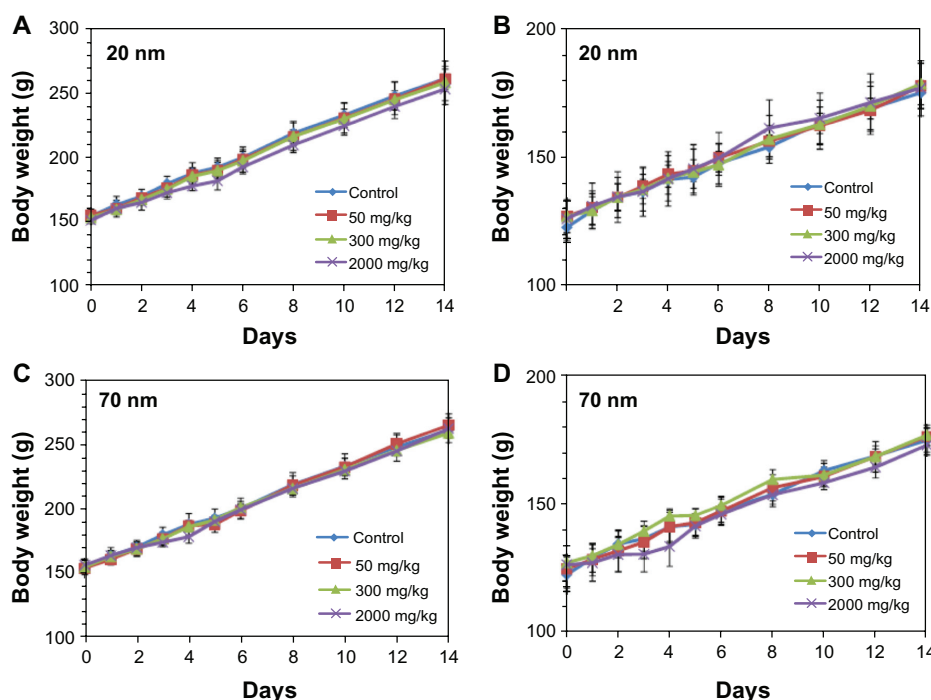 A
20 nm
Body weight (g)
300
250
200
150
100
0 2 4 6 8 10 12 14
Days
Control
50 mg/kg
300 mg/kg
2000 mg/kg
B
20 nm
Body weight (g)
200
150
100
2 4 6 8 10 12 14
Days
Control
50 mg/kg
300 mg/kg
2000 mg/kg
C
70 nm
Body weight (g)
300
250
200
150
100
0 2 4 6 8 10 12 14
Days
Control
50 mg/kg
300 mg/kg
2000 mg/kg
D
70 nm
Body weight (g)
200
150
100
0 2 4 6 8 10 12 14
Days
Control
50 mg/kg
300 mg/kg
2000 mg/kg